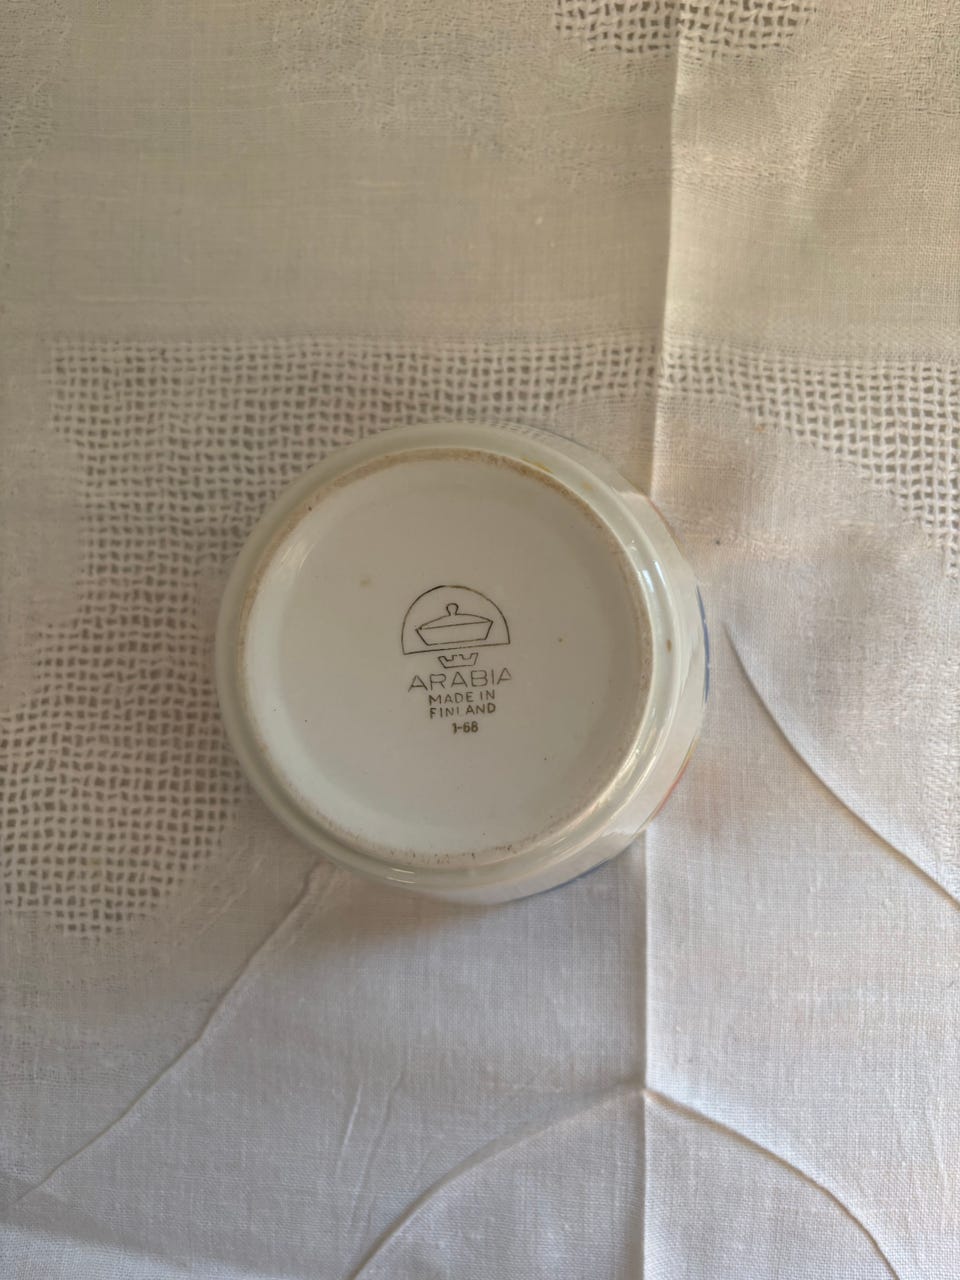 ARABIA
MADE IN
FINLAND
1-68